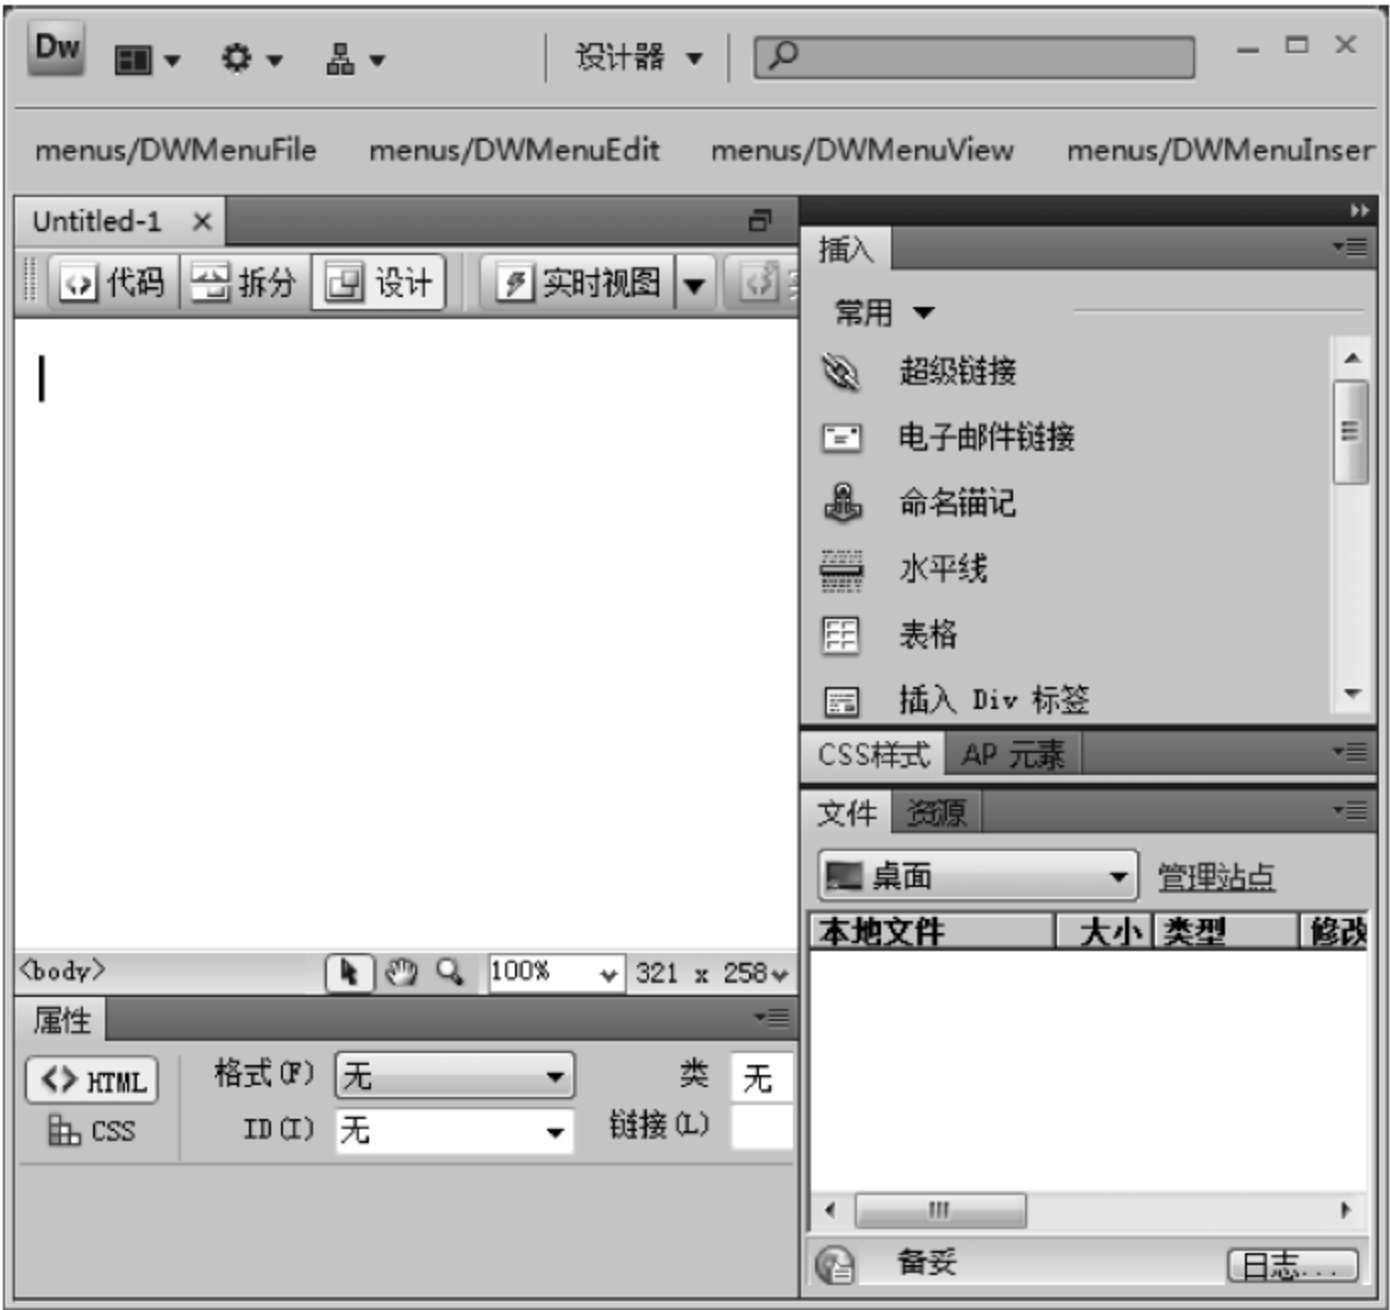 Dw
设计器
menus/DWMenuFile menus/DWMenuEdit menus/DWMenuView menus/DWMenuInser
Untitled-1
代码 拆分 设计 实时视图
插入
常用
超级链接
电子邮件链接
命名锚记
水平线
表格
插入 Div 标签
CSS样式 AP 元素
文件 资源
桌面 管理站点
本地文件 大小 类型 修改
<body> 100% 321 x 258
属性
HTML 格式(F) 无 类 无
CSS ID(I) 无 链接(L)
备妥 日志...